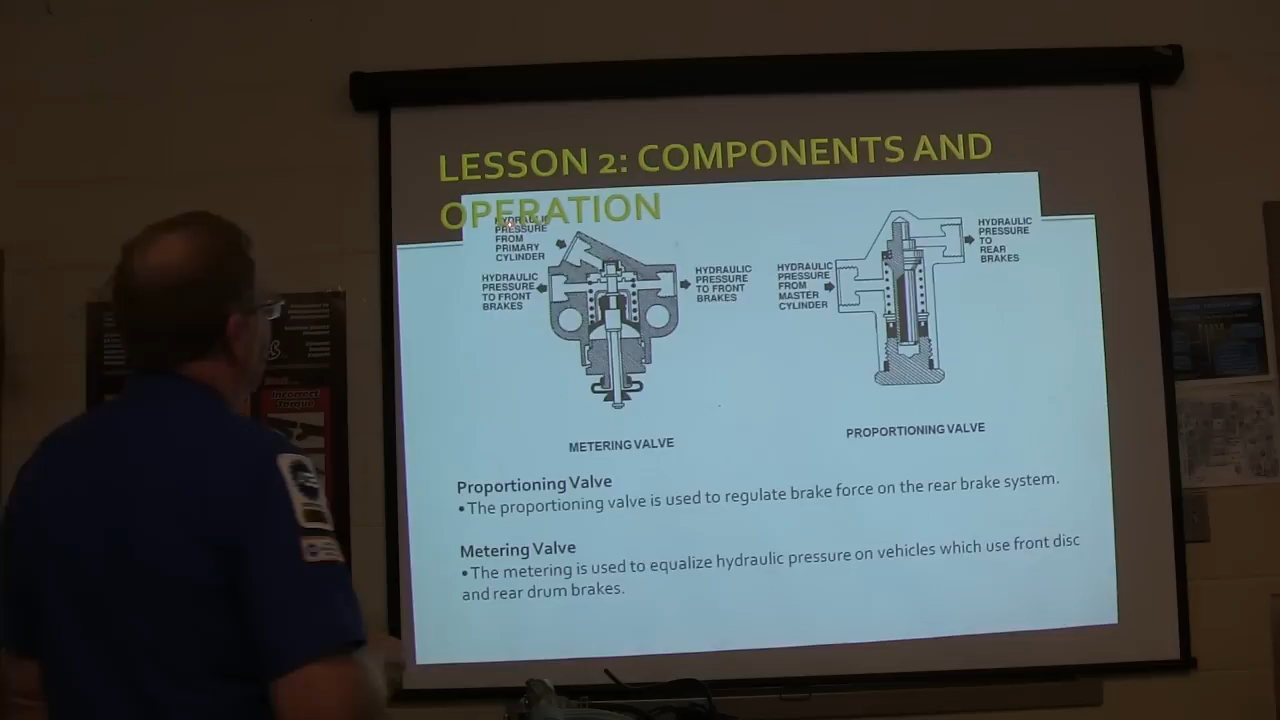 LESSON 2: COMPONENTS AND
OPERATION
HYDRAULIC
PRESSURE
FROM
PRIMARY
CYLINDER
HYDRAULIC
PRESSURE
TO FRONT
BRAKES
HYDRAULIC
PRESSURE
TO FRONT
BRAKES
METERING VALVE
HYDRAULIC
PRESSURE
FROM
MASTER
CYLINDER
HYDRAULIC
PRESSURE
TO
REAR
BRAKES
PROPORTIONING VALVE
Proportioning Valve
•The proportioning valve is used to regulate brake force on the rear brake system.
Metering Valve
•The metering is used to equalize hydraulic pressure on vehicles which use front disc
and rear drum brakes.
Incorrect
Torque